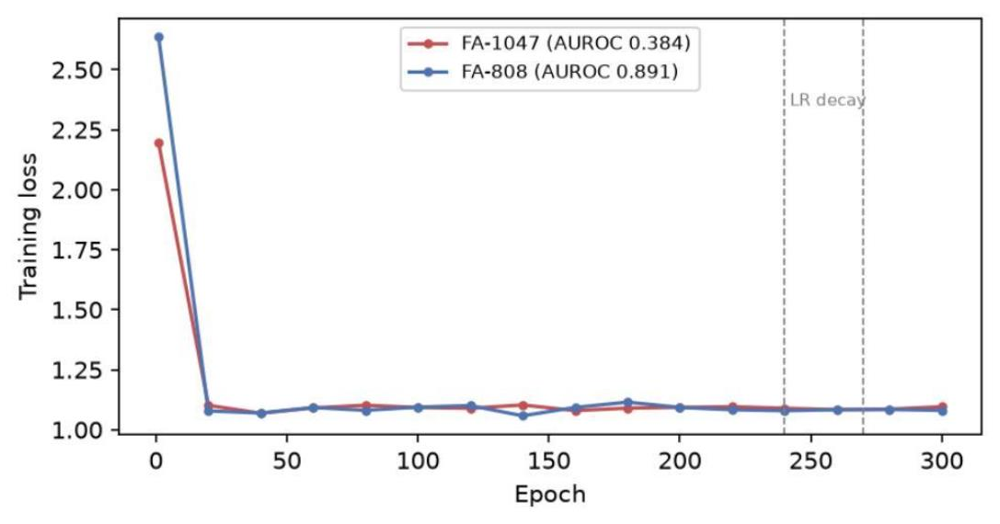 FA-1047 (AUROC 0.384)
FA-808 (AUROC 0.891)
LR decay
Training loss
2.50
2.25
2.00
1.75
1.50
1.25
1.00
0 50 100 150 200 250 300
Epoch